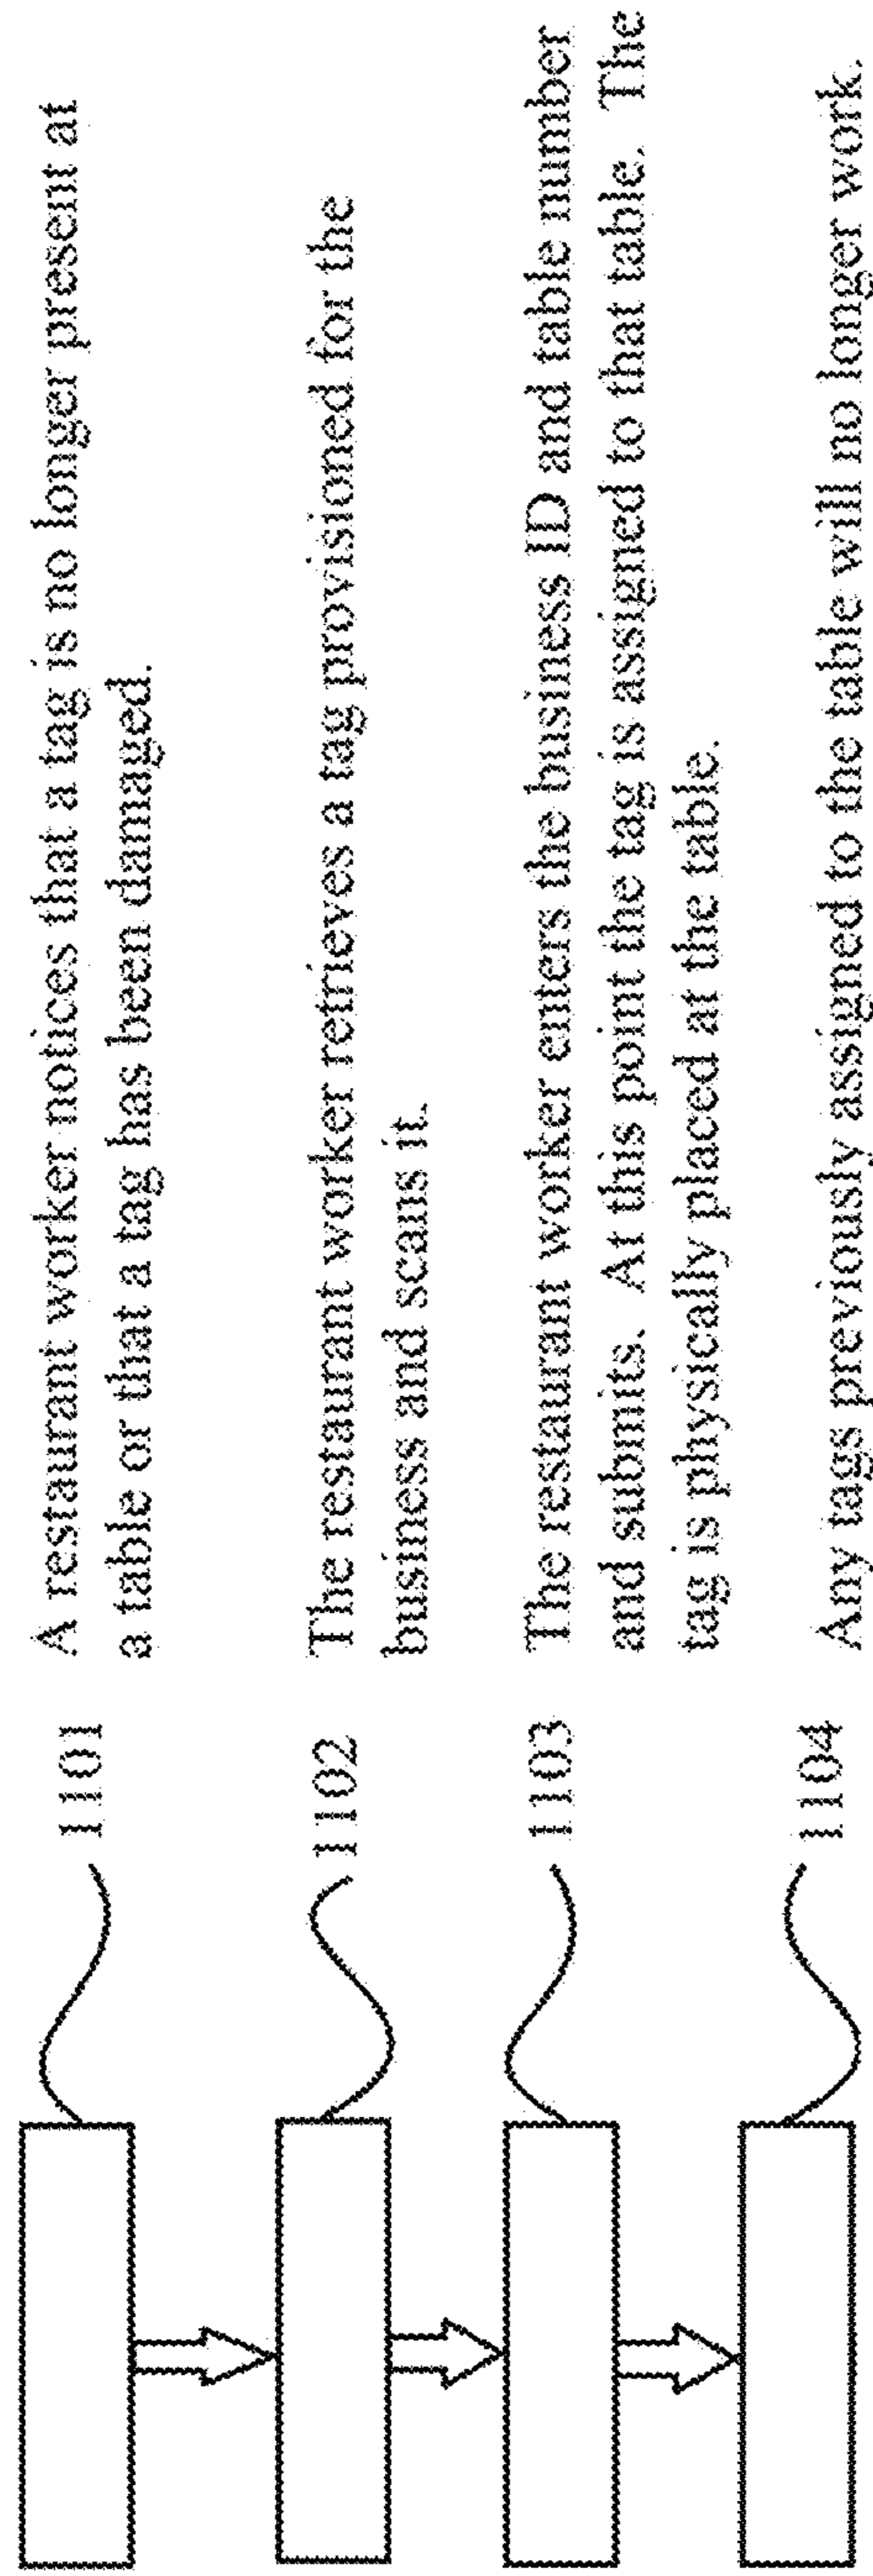 1101
A restaurant worker notices that a tag is no longer present at
a table or that a tag has been damaged.
1102
The restaurant worker retrieves a tag provisioned for the
business and scans it.
1103
The restaurant worker enters the business ID and table number
and submits.  At this point the tag is assigned to that table.  The
tag is physically placed at the table.
1104
Any tags previously assigned to the table will no longer work.